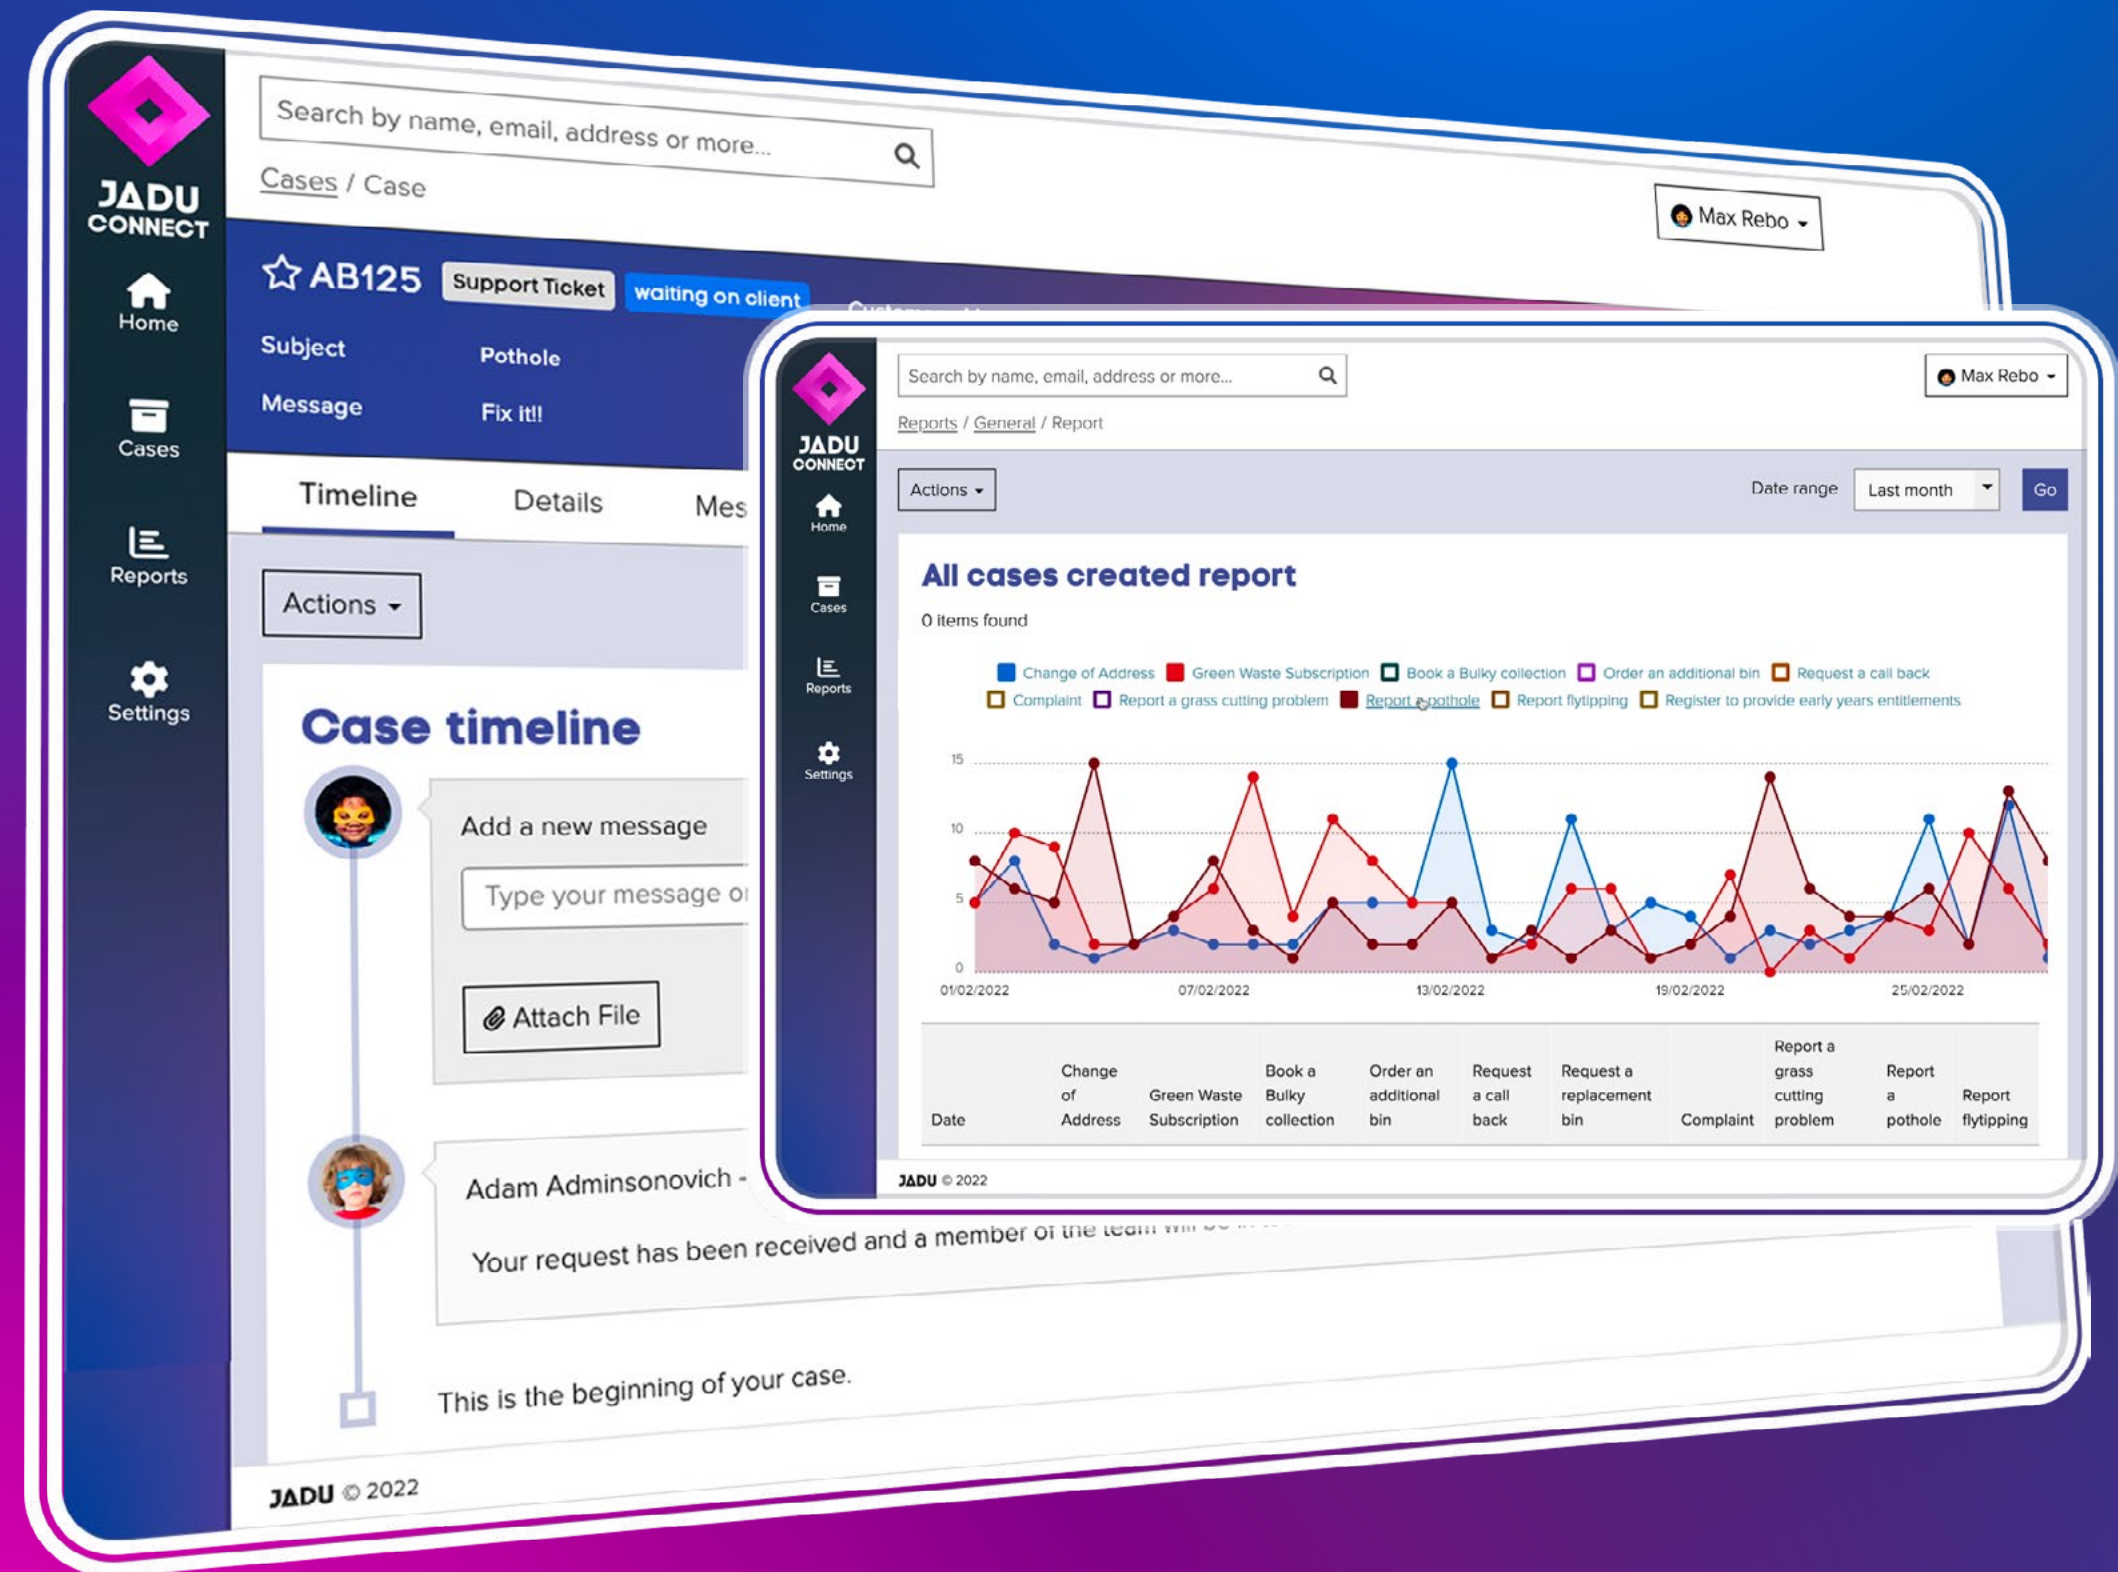 JADU
CONNECT
Home
Cases
Reports
Settings
Search by name, email, address or more...
Cases / Case
Max Rebo
AB125
Support Ticket
waiting on client
Subject
Pothole
Message
Fix it!!
Timeline
Details
Mes
Actions
Case timeline
Add a new message
Type your message
Attach File
Adam Adminsonovich -
Your request has been received and a member of the team will be in
This is the beginning of your case.
JADU © 2022
JADU
CONNECT
Home
Cases
Reports
Settings
Search by name, email, address or more...
Max Rebo
Reports / General / Report
Actions
Date range
Last month
Go
All cases created report
0 items found
Change of Address Green Waste Subscription Book a Bulky collection Order an additional bin Request a call back
Complaint Report a grass cutting problem Report a pothole Report flytipping Register to provide early years entitlements
15
10
5
0
01/02/2022 07/02/2022 13/02/2022 19/02/2022 25/02/2022
Date
Change
of
Address
Green Waste
Subscription
Book a
Bulky
collection
Order an
additional
bin
Request
a call
back
Request a
replacement
bin
Complaint
Report a
grass
cutting
problem
Report
a
pothole
Report
flytipping
JADU © 2022